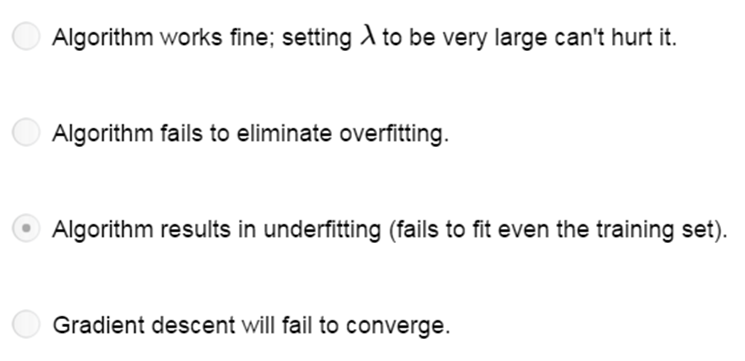 Algorithm works fine; setting λ to be very large can't hurt it.
Algorithm fails to eliminate overfitting.
Algorithm results in underfitting (fails to fit even the training set).
Gradient descent will fail to converge.